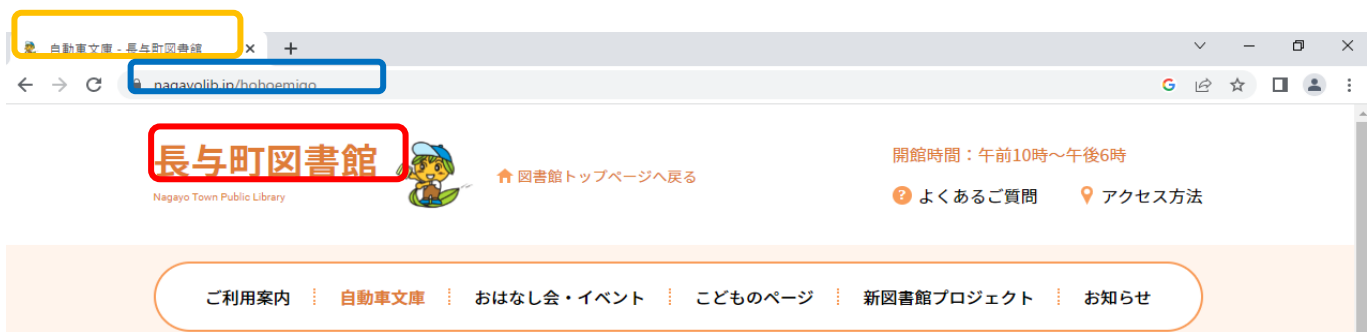 自動車文庫 - 長与町図書館
nagayolib.jp/hohoemigo
長与町図書館
Nagayo Town Public Library
図書館トップページへ戻る
開館時間：午前10時～午後6時
よくあるご質問
アクセス方法
ご利用案内
自動車文庫
おはなし会・イベント
こどものページ
新図書館プロジェクト
お知らせ